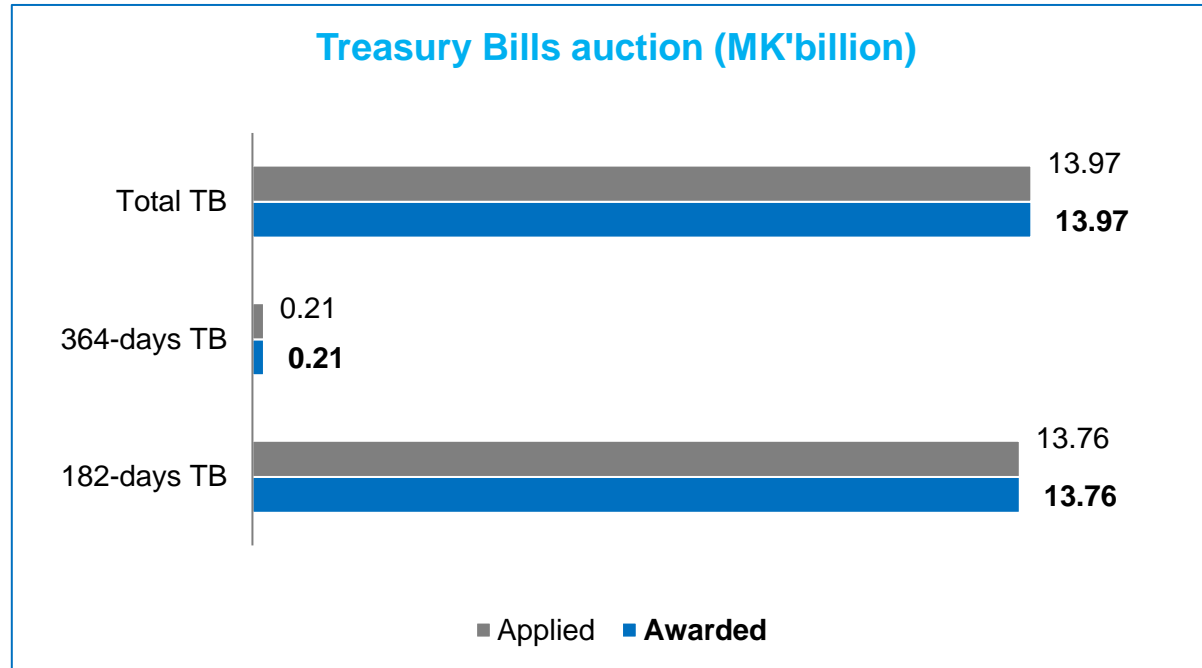 Treasury Bills auction (MK'billion)
13.97
Total TB
13.97
0.21
364-days TB
0.21
13.76
182-days TB
13.76
Applied Awarded